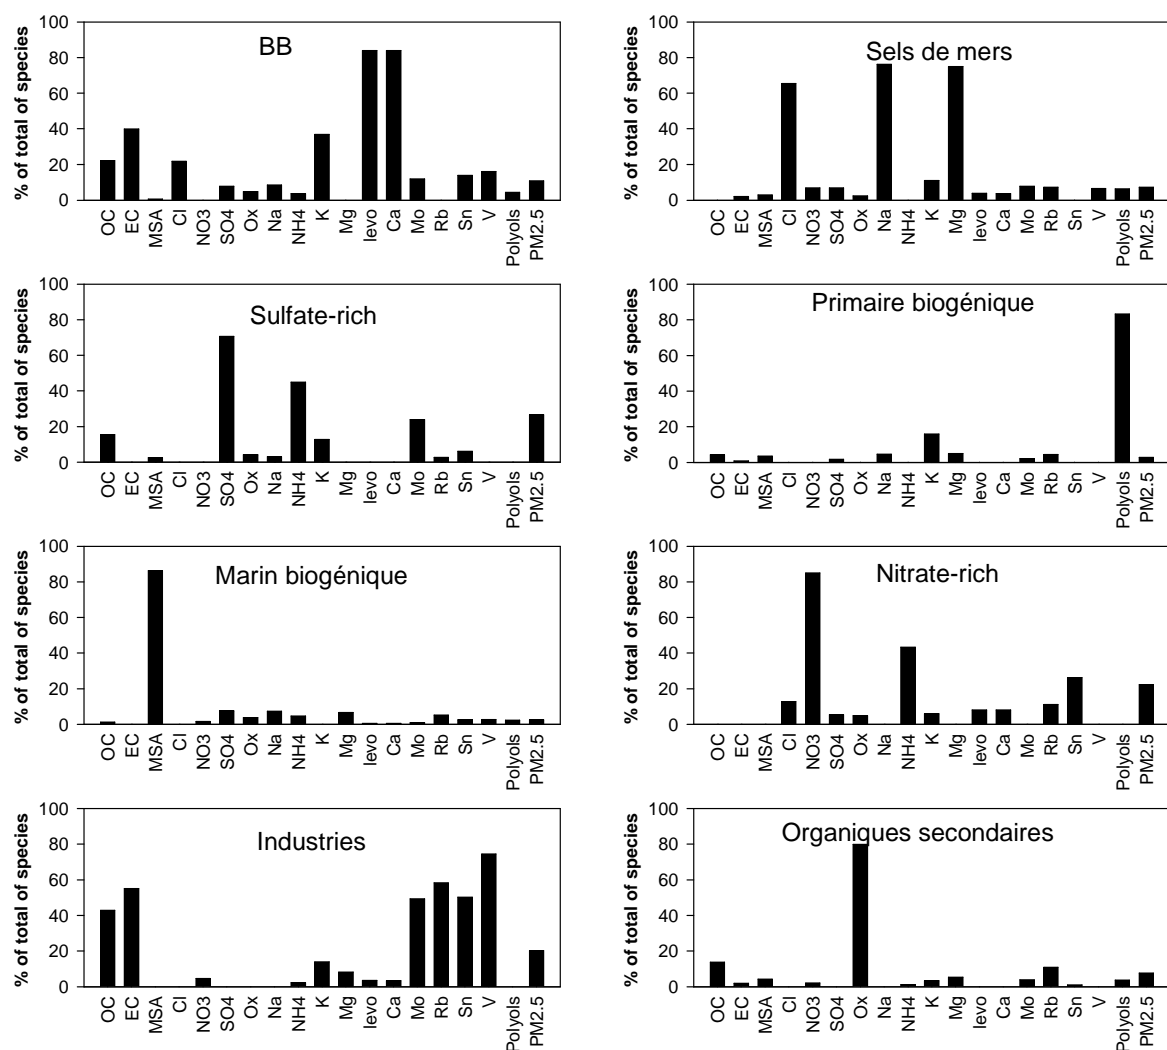 BB
% of total of species
100
80
60
40
20
0
OC EC MSA Cl NO3 SO4 Ox Na NH4 K Mg levo Ca Mo Rb Sn V Polyols PM2.5
Sels de mers
% of total of species
100
80
60
40
20
0
OC EC MSA Cl NO3 SO4 Ox Na NH4 K Mg levo Ca Mo Rb Sn V Polyols PM2.5
Sulfate-rich
% of total of species
100
80
60
40
20
0
OC EC MSA Cl NO3 SO4 Ox Na NH4 K Mg levo Ca Mo Rb Sn V Polyols PM2.5
Primaire biogénique
% of total of species
100
80
60
40
20
0
OC EC MSA Cl NO3 SO4 Ox Na NH4 K Mg levo Ca Mo Rb Sn V Polyols PM2.5
Marin biogénique
% of total of species
100
80
60
40
20
0
OC EC MSA Cl NO3 SO4 Ox Na NH4 K Mg levo Ca Mo Rb Sn V Polyols PM2.5
Nitrate-rich
% of total of species
100
80
60
40
20
0
OC EC MSA Cl NO3 SO4 Ox Na NH4 K Mg levo Ca Mo Rb Sn V Polyols PM2.5
Industries
% of total of species
100
80
60
40
20
0
OC EC MSA Cl NO3 SO4 Ox Na NH4 K Mg levo Ca Mo Rb Sn V Polyols PM2.5
Organiques secondaires
% of total of species
100
80
60
40
20
0
OC EC MSA Cl NO3 SO4 Ox Na NH4 K Mg levo Ca Mo Rb Sn V Polyols PM2.5